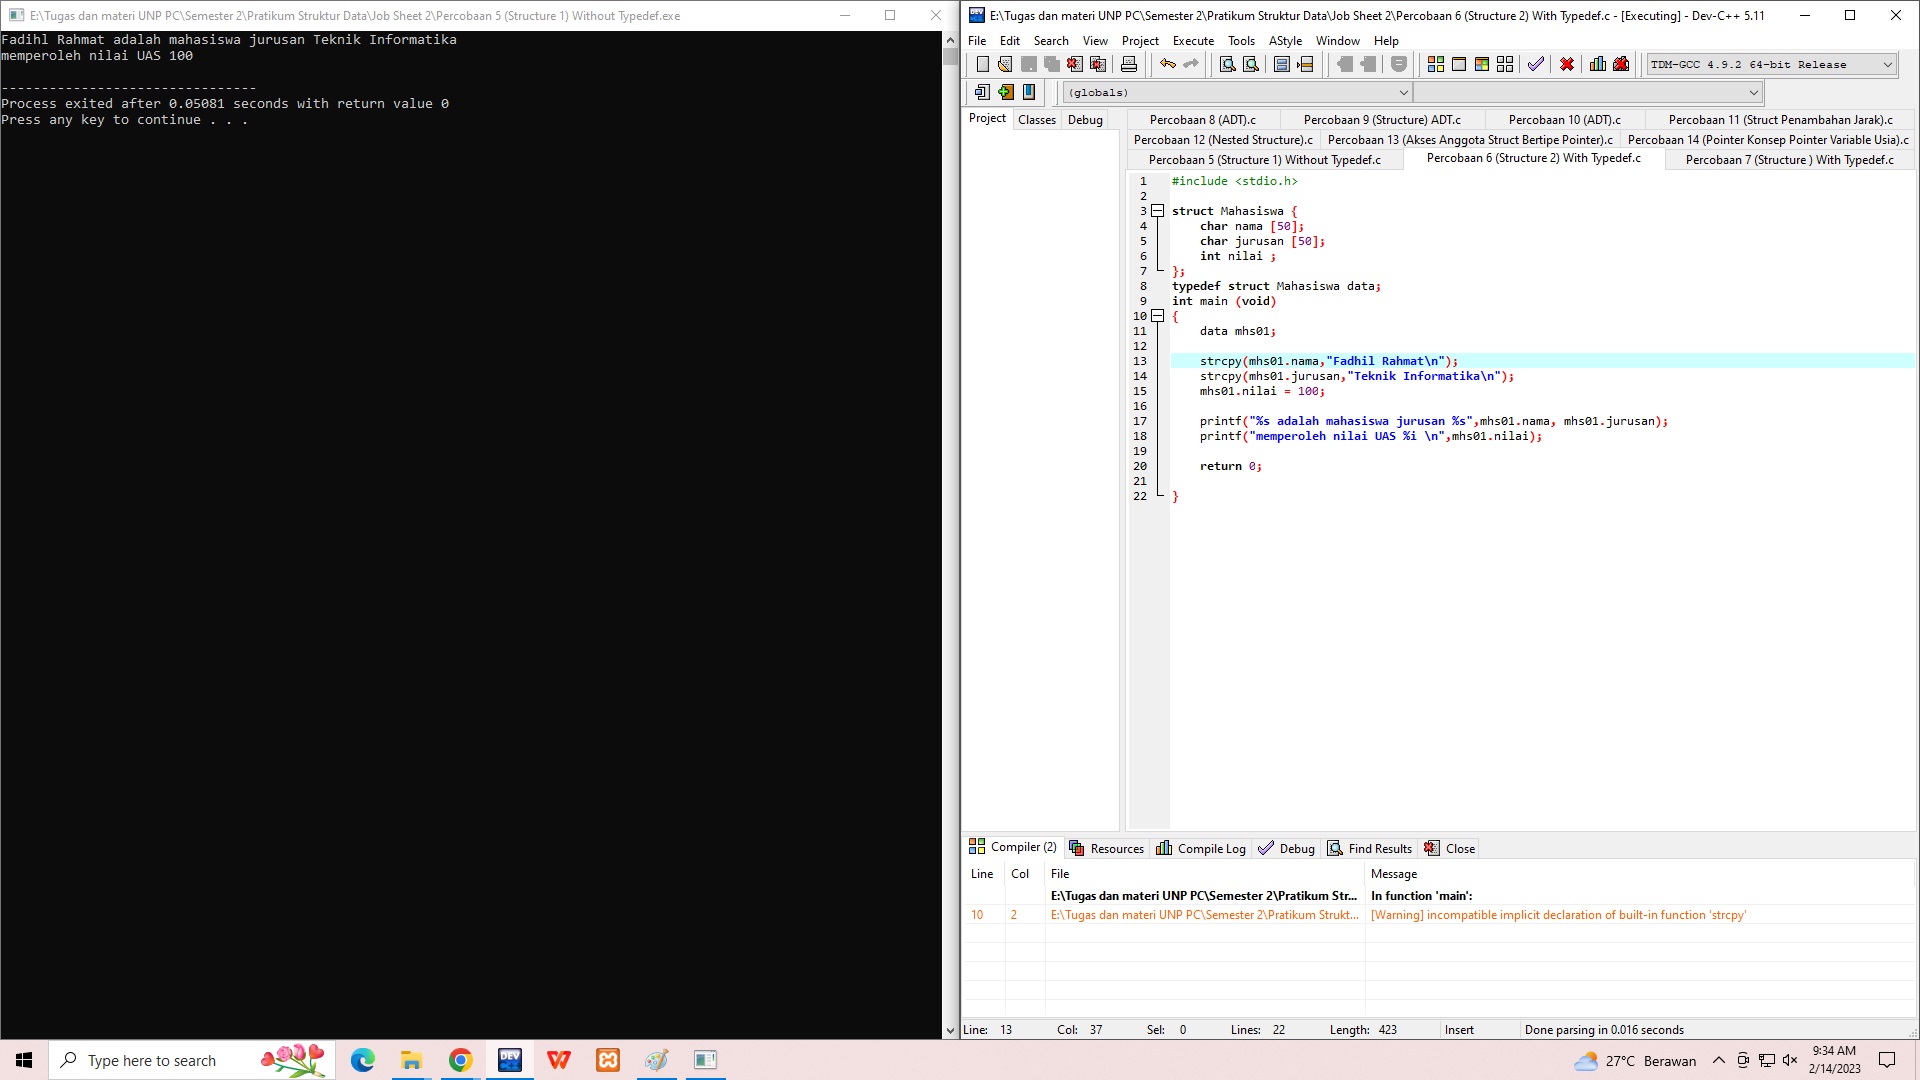 E:\Tugas dan materi UNP PC\Semester 2\Pratikum Struktur Data\Job Sheet 2\Percobaan 5 (Structure 1) Without Typedef.exe
Fadihl Rahmat adalah mahasiswa jurusan Teknik Informatika
memperoleh nilai UAS 100
--------------------------------
Process exited after 0.05081 seconds with return value 0
Press any key to continue . . .
E:\Tugas dan materi UNP PC\Semester 2\Pratikum Struktur Data\Job Sheet 2\Percobaan 6 (Structure 2) With Typedef.c - [Executing] - Dev-C++ 5.11
File Edit Search View Project Execute Tools AStyle Window Help
TDM-GCC 4.9.2 64-bit Release
(globals)
Project Classes Debug
Percobaan 8 (ADT).c Percobaan 9 (Structure) ADT.c Percobaan 10 (ADT).c Percobaan 11 (Struct Penambahan Jarak).c
Percobaan 12 (Nested Structure).c Percobaan 13 (Akses Anggota Struct Bertipe Pointer).c Percobaan 14 (Pointer Konsep Pointer Variable Usia).c
Percobaan 5 (Structure 1) Without Typedef.c Percobaan 6 (Structure 2) With Typedef.c Percobaan 7 (Structure ) With Typedef.c
1 #include <stdio.h>
2
3 struct Mahasiswa {
4 char nama [50];
5 char jurusan [50];
6 int nilai ;
7 };
8 typedef struct Mahasiswa data;
9 int main (void)
10 {
11 data mhs01;
12
13 strcpy(mhs01.nama,"Fadhil Rahmat\n");
14 strcpy(mhs01.jurusan,"Teknik Informatika\n");
15 mhs01.nilai = 100;
16
17 printf("%s adalah mahasiswa jurusan %s",mhs01.nama, mhs01.jurusan);
18 printf("memperoleh nilai UAS %i \n",mhs01.nilai);
19
20 return 0;
21
22 }
Compiler (2) Resources Compile Log Debug Find Results Close
Line Col File Message
E:\Tugas dan materi UNP PC\Semester 2\Pratikum Str... In function 'main':
10 2 E:\Tugas dan materi UNP PC\Semester 2\Pratikum Strukt... [Warning] incompatible implicit declaration of built-in function 'strcpy'
Line: 13 Col: 37 Sel: 0 Lines: 22 Length: 423 Insert Done parsing in 0.016 seconds
Type here to search
DEV
27°C Berawan
9:34 AM
2/14/2023